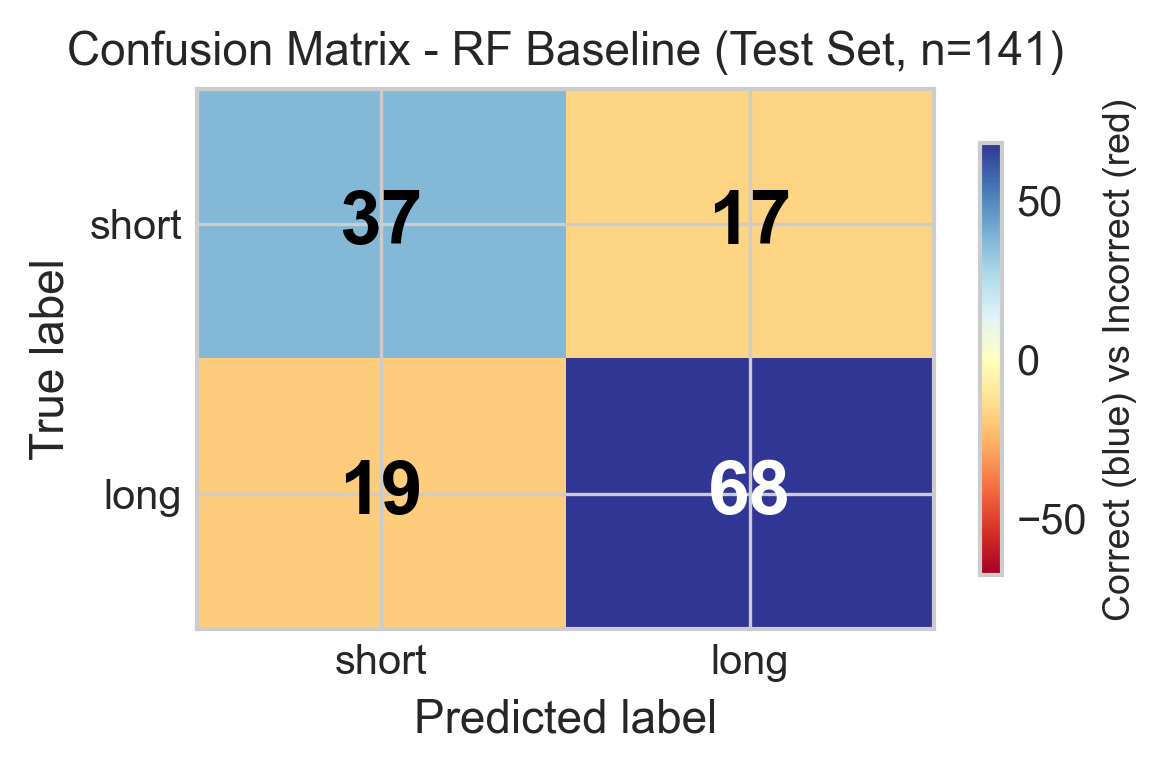 Confusion Matrix - RF Baseline (Test Set, n=141)
True label
short
37
17
long
19
68
short
long
Predicted label
50
0
−50
Correct (blue) vs Incorrect (red)